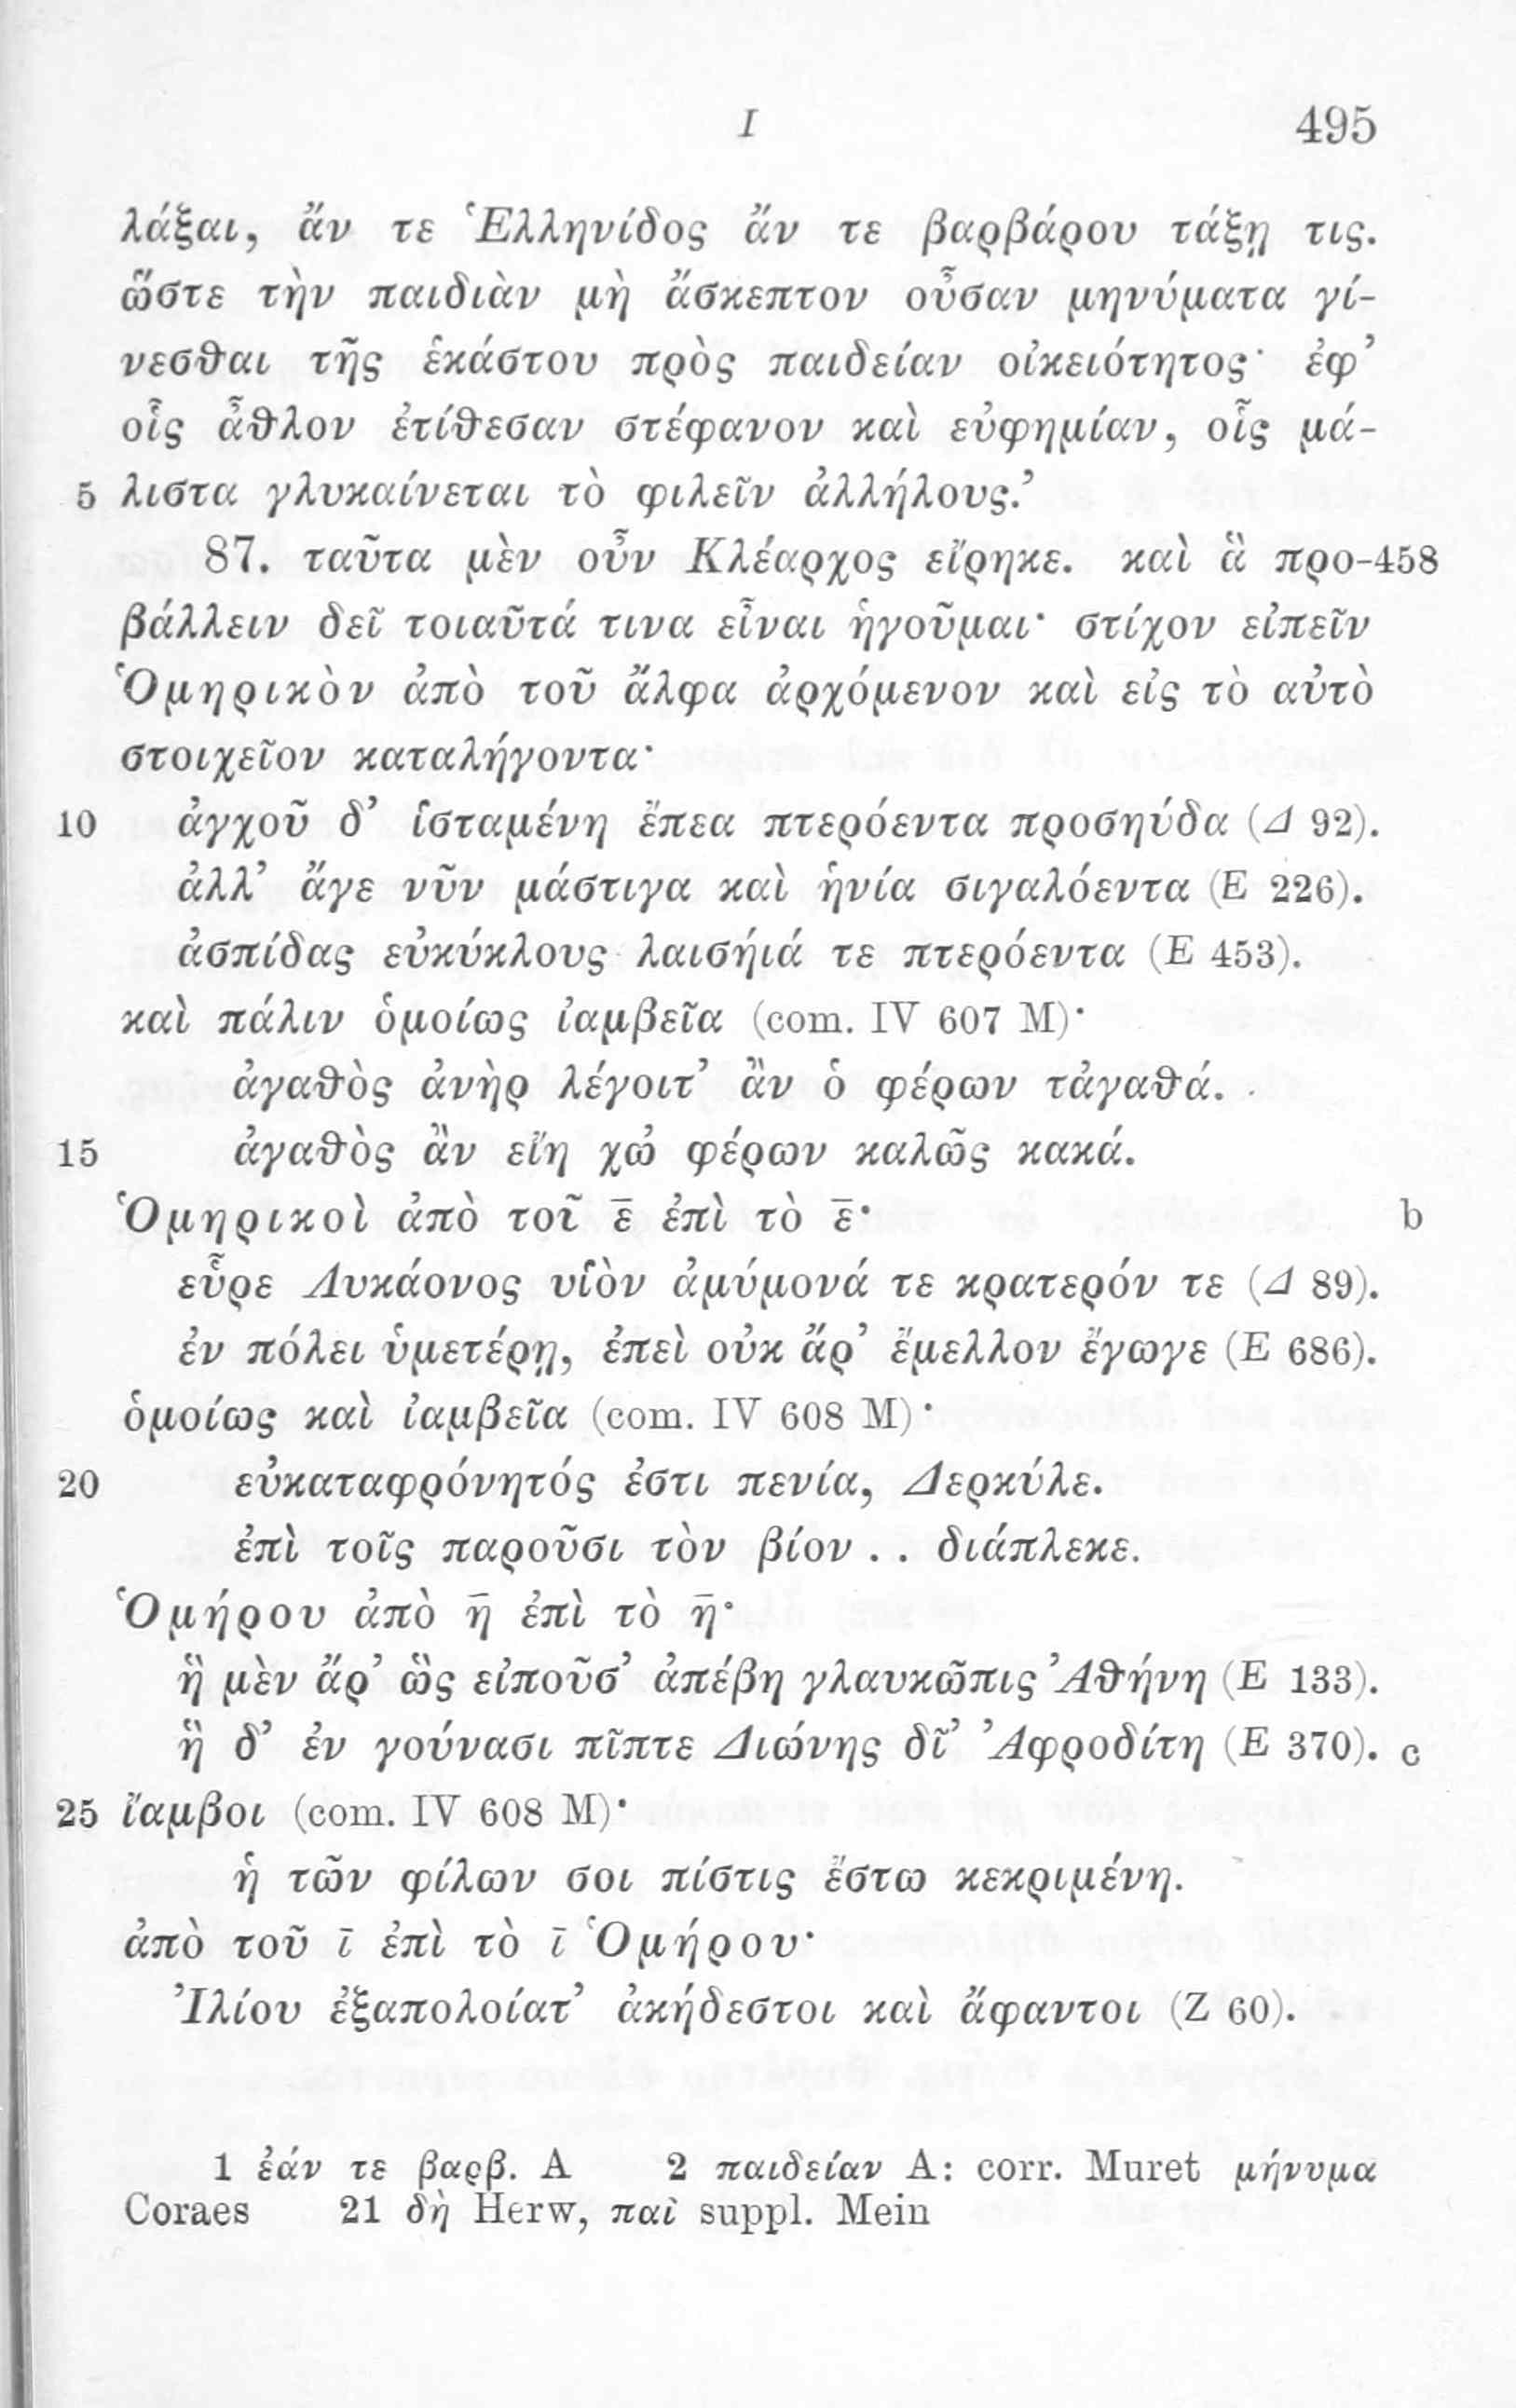 I 495
λάξαι, ἄν τε Ἑλληνίδος ἄν τε βαρβάρου τάξῃ τις.
ὥστε τὴν παιδιὰν μὴ ἄσκεπτον οὖσαν μηνύματα γί-
νεσθαι τῆς ἑκάστου πρὸς παιδείαν οἰκειότητος· ἐφ’
οἷς ἆθλον ἐτίθεσαν στέφανον καὶ εὐφημίαν, οἷς μά-
5 λιστα γλυκαίνεται τὸ φιλεῖν ἀλλήλους.’
87. ταῦτα μὲν οὖν Κλέαρχος εἴρηκε. καὶ ἃ προ-458
βάλλειν δεῖ τοιαῦτά τινα εἶναι ἡγοῦμαι· στίχον εἰπεῖν
Ὁμηρικὸν ἀπὸ τοῦ ἄλφα ἀρχόμενον καὶ εἰς τὸ αὐτὸ
στοιχεῖον καταλήγοντα·
10 ἀγχοῦ δ’ ἱσταμένη ἔπεα πτερόεντα προσηύδα (Δ 92).
ἀλλ’ ἄγε νῦν μάστιγα καὶ ἡνία σιγαλόεντα (E 226).
ἀσπίδας εὐκύκλους λαισήιά τε πτερόεντα (E 453).
καὶ πάλιν ὁμοίως ἰαμβεῖα (com. IV 607 M)·
ἀγαθὸς ἀνὴρ λέγοιτ’ ἂν ὁ φέρων τἀγαθά.
15 ἀγαθὸς ἂν εἴη χὠ φέρων καλῶς κακά.
Ὁμηρικοὶ ἀπὸ τοῦ ε̄ ἐπὶ τὸ ε̄· b
εὗρε Λυκάονος υἱὸν ἀμύμονά τε κρατερόν τε (Δ 89).
ἐν πόλει ὑμετέρῃ, ἐπεὶ οὐκ ἄρ’ ἔμελλον ἔγωγε (E 686).
ὁμοίως καὶ ἰαμβεῖα (com. IV 608 M)·
20 εὐκαταφρόνητός ἐστι πενία, Δερκύλε.
ἐπὶ τοῖς παροῦσι τὸν βίον . . διάπλεκε.
Ὁμήρου ἀπὸ η̄ ἐπὶ τὸ η̄·
ἣ μὲν ἄρ’ ὣς εἰποῦσ’ ἀπέβη γλαυκῶπις Ἀθήνη (E 133).
ἣ δ’ ἐν γούνασι πῖπτε Διώνης δῖ’ Ἀφροδίτη (E 370). c
25 ἴαμβοι (com. IV 608 M)·
ἡ τῶν φίλων σοι πίστις ἔστω κεκριμένη.
ἀπὸ τοῦ ῑ ἐπὶ τὸ ῑ Ὁμήρου·
Ἰλίου ἐξαπολοίατ’ ἀκήδεστοι καὶ ἄφαντοι (Z 60).
1 ἐάν τε βαρβ. A 2 παιδείαν A: corr. Muret μήνυμα
Coraes 21 δὴ Herw, παῖ suppl. Mein